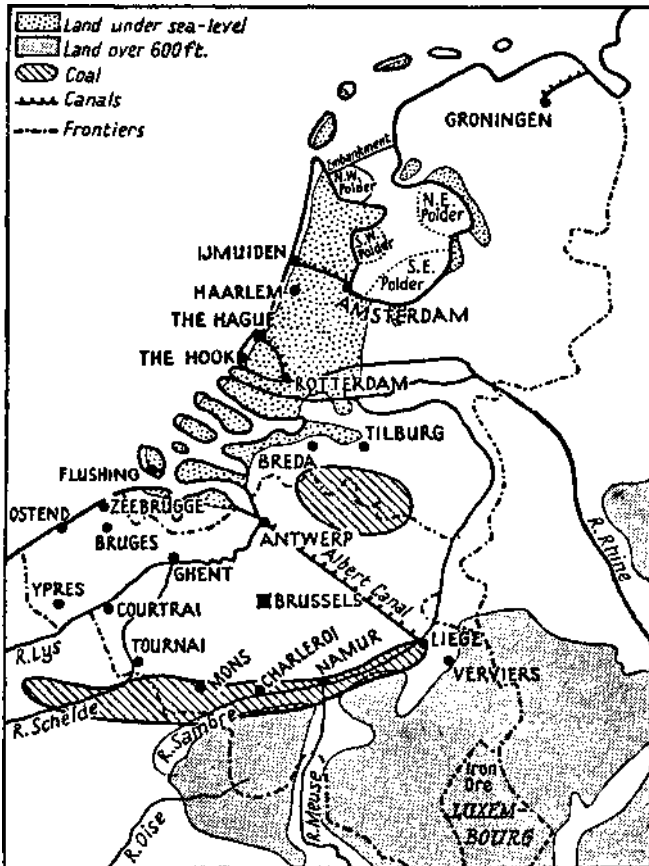 Land under sea-level
Land over 600ft.
Coal
Canals
Frontiers
GRONINGEN
Embankment
N.W.
Polder
N.E.
Polder
S.W.
Polder
S.E.
Polder
IJMUIDEN
HAARLEM
AMSTERDAM
THE HAGUE
THE HOOK
ROTTERDAM
TILBURG
BREDA
FLUSHING
ZEEBRUGGE
OSTEND
BRUGES
ANTWERP
GHENT
Albert Canal
R. Rhine
YPRES
COURTRAI
BRUSSELS
R.Lys
TOURNAI
LIEGE
MONS
CHARLEROI
NAMUR
VERVIERS
R. Schelde
R. Sambre
R. Meuse
R. Oise
Iron
Ore
LUXEM
BOURG